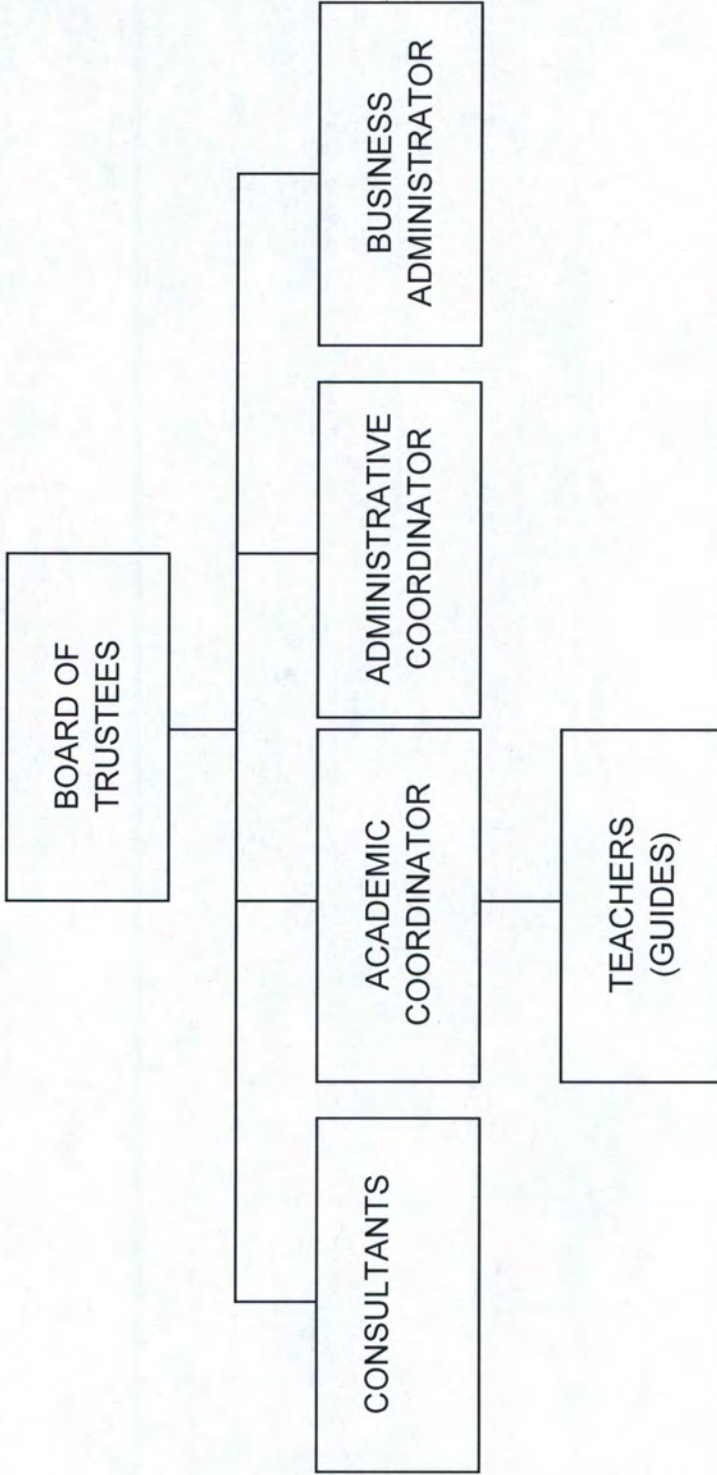 BOARD OF
TRUSTEES
CONSULTANTS
ACADEMIC
COORDINATOR
ADMINISTRATIVE
COORDINATOR
BUSINESS
ADMINISTRATOR
TEACHERS
(GUIDES)